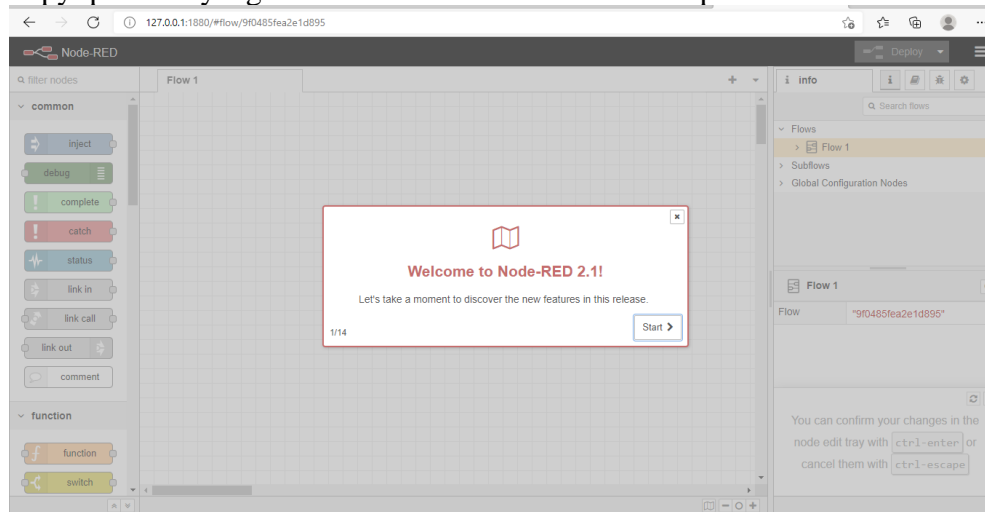 127.0.0.1:1880/#flow/9f0485fea2e1d895
Node-RED
Deploy
filter nodes
Flow 1
i info
i
Search flows
common
Flows
Flow 1
Subflows
Global Configuration Nodes
inject
debug
complete
catch
status
link in
link call
link out
comment
Welcome to Node-RED 2.1!
Let's take a moment to discover the new features in this release.
1/14
Start
Flow 1
Flow "9f0485fea2e1d895"
function
function
switch
You can confirm your changes in the
node edit tray with ctrl-enter or
cancel them with ctrl-escape